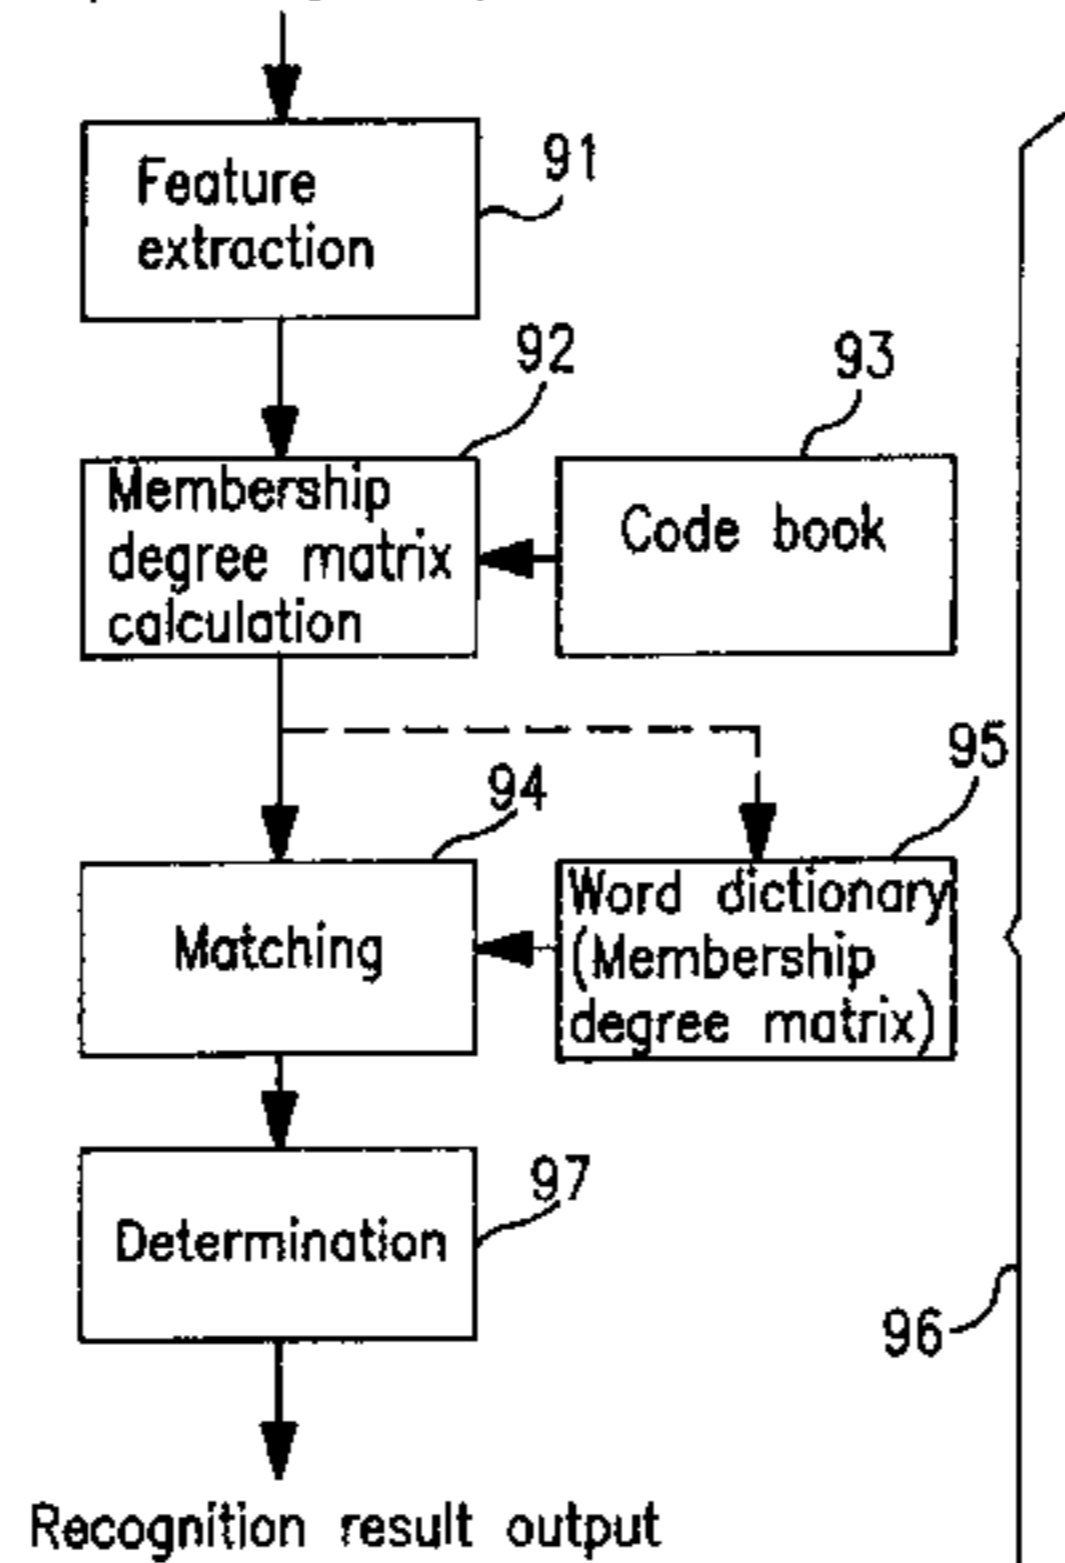 Feature
extraction
91
92
93
Membership
degree matrix
calculation
Code book
94
95
Matching
Word dictionary
(Membership
degree matrix)
97
Determination
96
Recognition result output